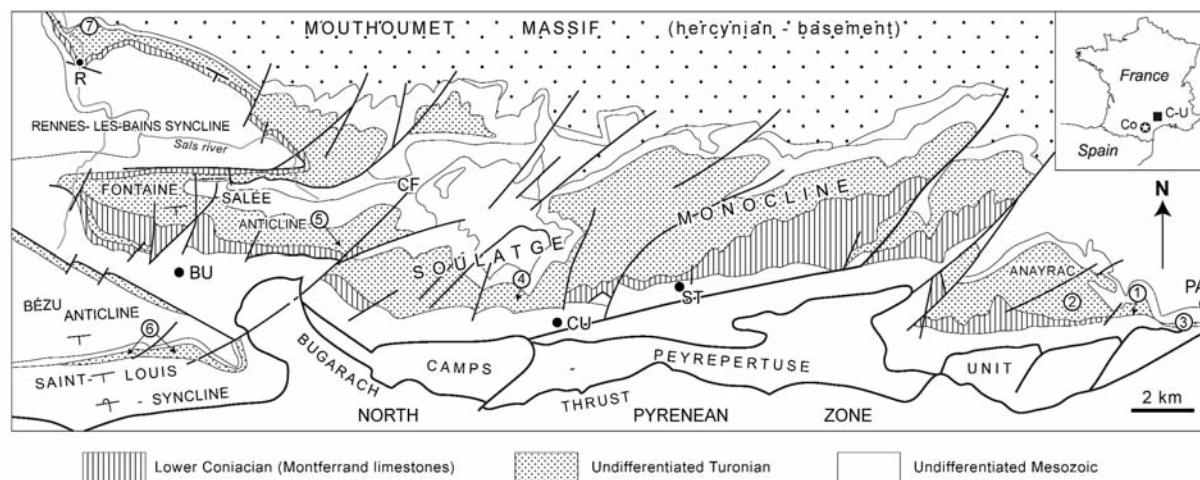 MOUTHOUMET MASSIF (hercynian - basement)
⑦
R
France
C-U
Co
Spain
RENNES-LES-BAINS SYNCLINE
Sals river
N
FONTAINE
SALÉE
CF
ANTICLINE
⑤
MONOCLINE
SOULATGE
④
BU
ST
CU
ANAYRAC
①
②
③
PA
BÉZU
ANTICLINE
⑥
SAINT- LOUIS
- SYNCLINE
BUGARACH
CAMPS
PEYREPERTUSE
UNIT
THRUST
NORTH PYRENEAN ZONE
2 km
Lower Coniacian (Montferrand limestones)
Undifferentiated Turonian
Undifferentiated Mesozoic